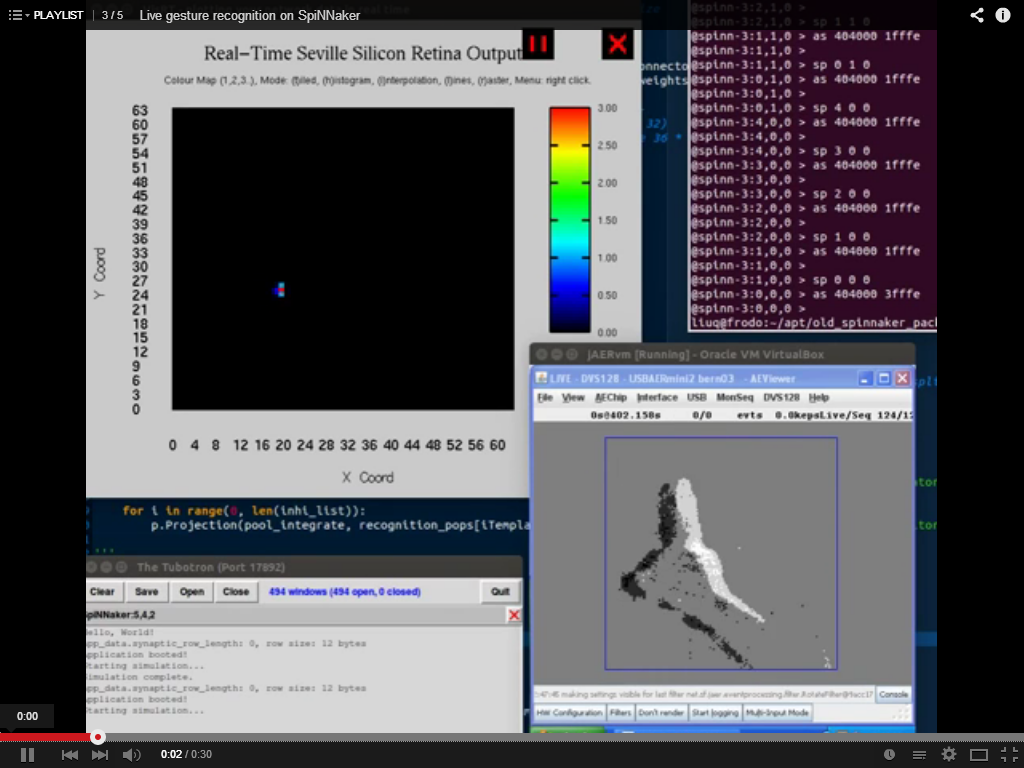 PLAYLIST 3 / 5 Live gesture recognition on SpiNNaker
Real-Time Seville Silicon Retina Output
Colour Map (1,2,3..), Mode: (t)iled, (h)istogram, (i)nterpolation, (l)ines, (r)aster, Menu: right click.
63
60
57
54
51
48
45
42
39
36
33
30
27
24
21
18
15
12
9
6
3
0
Y Coord
0 4 8 12 16 20 24 28 32 36 40 44 48 52 56 60
X Coord
3.00
2.50
2.00
1.50
1.00
0.50
0.00
onnecto
weights
32)
36 *
@spinn-3:2,1,0 >
@spinn-3:2,1,0 > sp 1 1 0
@spinn-3:1,1,0 > as 404000 1fffe
@spinn-3:1,1,0 >
@spinn-3:1,1,0 > sp 0 1 0
@spinn-3:0,1,0 > as 404000 1fffe
@spinn-3:0,1,0 >
@spinn-3:0,1,0 > sp 4 0 0
@spinn-3:4,0,0 > as 404000 1fffe
@spinn-3:4,0,0 >
@spinn-3:4,0,0 > sp 3 0 0
@spinn-3:3,0,0 > as 404000 1fffe
@spinn-3:3,0,0 >
@spinn-3:3,0,0 > sp 2 0 0
@spinn-3:2,0,0 > as 404000 1fffe
@spinn-3:2,0,0 >
@spinn-3:2,0,0 > sp 1 0 0
@spinn-3:1,0,0 > as 404000 1fffe
@spinn-3:1,0,0 >
@spinn-3:1,0,0 > sp 0 0 0
@spinn-3:0,0,0 > as 404000 3fffe
@spinn-3:0,0,0 >
liuq@frodo:~/apt/old_spinnaker_pac
for i in range(0, len(inhi_list)):
p.Projection(pool_integrate, recognition_pops[iTempla
...
The Tubotron (Port 17892)
Clear Save Open Close 494 windows (494 open, 0 closed) Quit
SpiNNaker:5,4,2
Hello, World!
app_data.synaptic_row_length: 0, row size: 12 bytes
Application booted!
Starting simulation...
Simulation complete.
app_data.synaptic_row_length: 0, row size: 12 bytes
Application booted!
Starting simulation...
jAERvm [Running] - Oracle VM VirtualBox
LIVE - DVS128 - USBAERmini2 bern03 - AEViewer
File View AEChip Interface USB MonSeq DVS128 Help
0s@402.158s 0/0 evts 0.0kepsLive/Seq 124/12
making settings visible for last filter
Console
HW Configuration Filters Don't render Start logging Multi-Input Mode
0:00
0:02 / 0:30